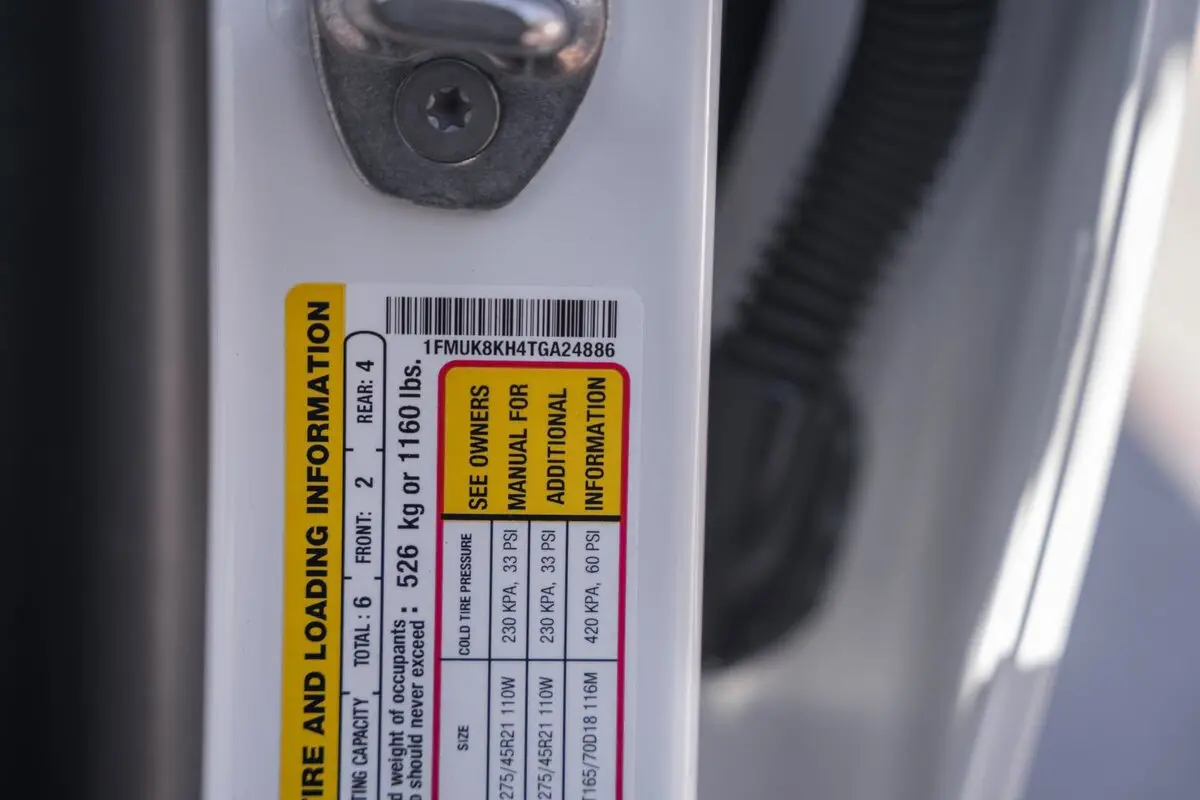 1FMUK8KH4TGA24886
TIRE AND LOADING INFORMATION
TING CAPACITY TOTAL : 6 FRONT: 2 REAR: 4
d weight of occupants
should never exceed : 526 kg or 1160 lbs.
SIZE COLD TIRE PRESSURE
275/45R21 110W 230 KPA, 33 PSI
275/45R21 110W 230 KPA, 33 PSI
T165/70D18 116M 420 KPA, 60 PSI
SEE OWNERS
MANUAL FOR
ADDITIONAL
INFORMATION